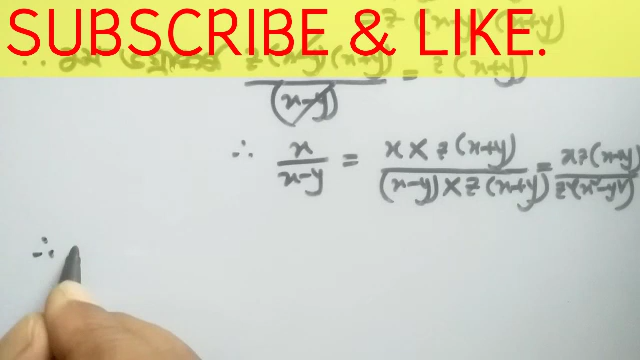 SUBSCRIBE & LIKE.
= z (x-y) (x+y)
z (x-y) (x+y) / (x-y) = z (x+y)
∴ x/(x-y) = x × z (x+y) / (x-y) × z (x+y) = xz (x+y) / z (x²-y²)
∴